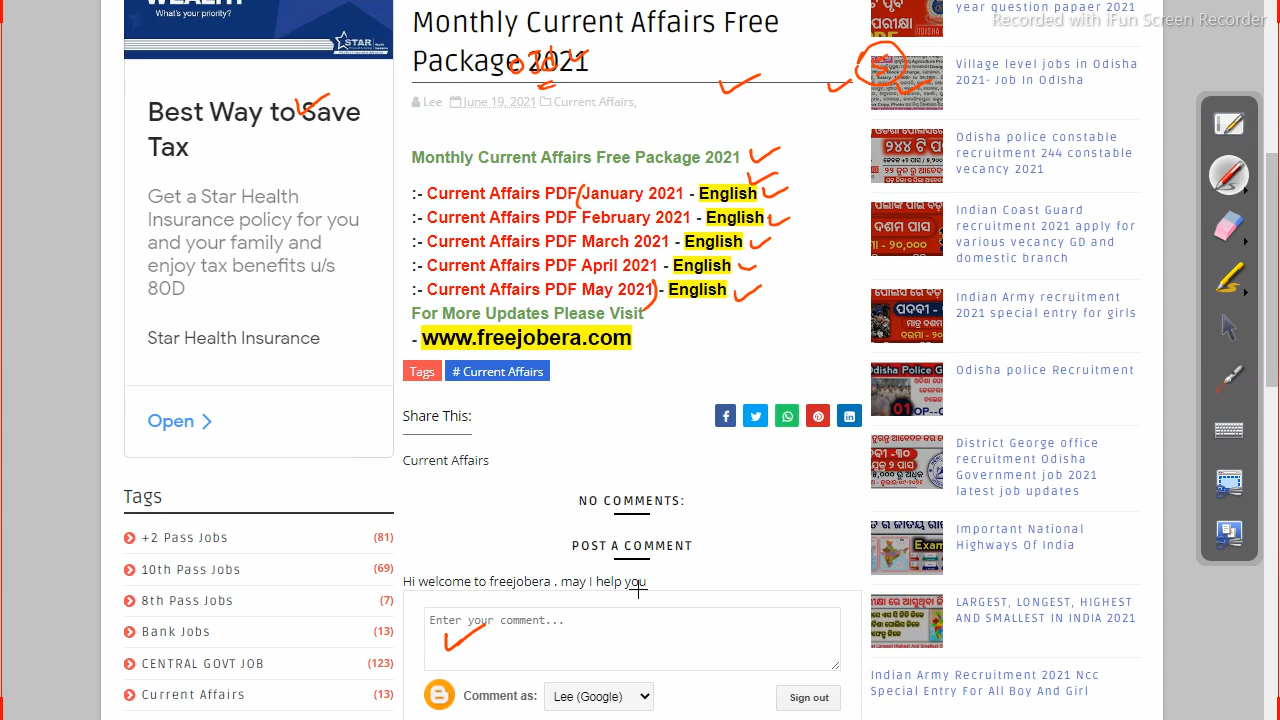 WEALTH
What's your priority?
STAR
Monthly Current Affairs Free
Package 2021
Recorded with iFun Screen Recorder
year question papaer 2021
Village level jobs in Odisha
2021- Job In Odisha
Lee June 19, 2021 Current Affairs,
Best Way to Save
Tax
Get a Star Health
Insurance policy for you
and your family and
enjoy tax benefits u/s
80D
Star Health Insurance
Open
Monthly Current Affairs Free Package 2021
:- Current Affairs PDF January 2021 - English
:- Current Affairs PDF February 2021 - English
:- Current Affairs PDF March 2021 - English
:- Current Affairs PDF April 2021 - English
:- Current Affairs PDF May 2021 - English
For More Updates Please Visit
- www.freejobera.com
Tags # Current Affairs
Share This:
Current Affairs
NO COMMENTS:
POST A COMMENT
Hi welcome to freejobera . may I help you
Enter your comment...
Comment as: Lee (Google) Sign out
Tags
+2 Pass Jobs (81)
10th Pass Jobs (69)
8th Pass Jobs (7)
Bank Jobs (13)
CENTRAL GOVT JOB (123)
Current Affairs (13)
Odisha police constable
recruitment 244 constable
vecancy 2021
Indian Coast Guard
recruitment 2021 apply for
various vecancy GD and
domestic branch
Indian Army recruitment
2021 special entry for girls
Odisha police Recruitment
District George office
recruitment Odisha
Government job 2021
latest job updates
Important National
Highways Of India
LARGEST, LONGEST, HIGHEST
AND SMALLEST IN INDIA 2021
Indian Army Recruitment 2021 Ncc
Special Entry For All Boy And Girl